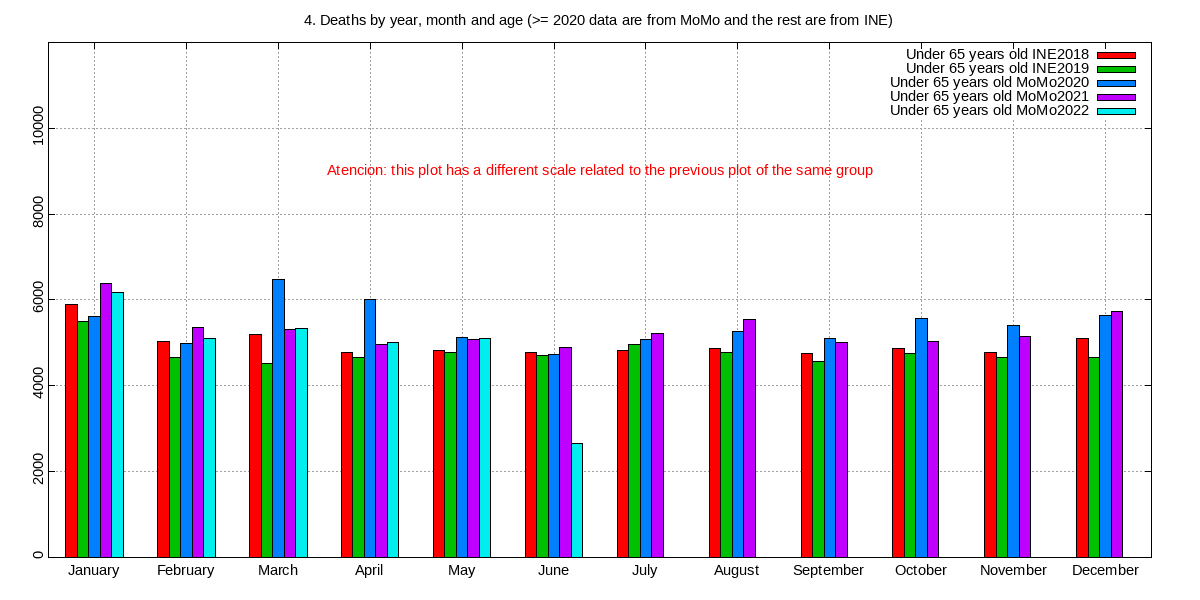 4. Deaths by year, month and age (>= 2020 data are from MoMo and the rest are from INE)
Under 65 years old INE2018
Under 65 years old INE2019
Under 65 years old MoMo2020
Under 65 years old MoMo2021
Under 65 years old MoMo2022
Atencion: this plot has a different scale related to the previous plot of the same group
10000
8000
6000
4000
2000
0
January February March April May June July August September October November December